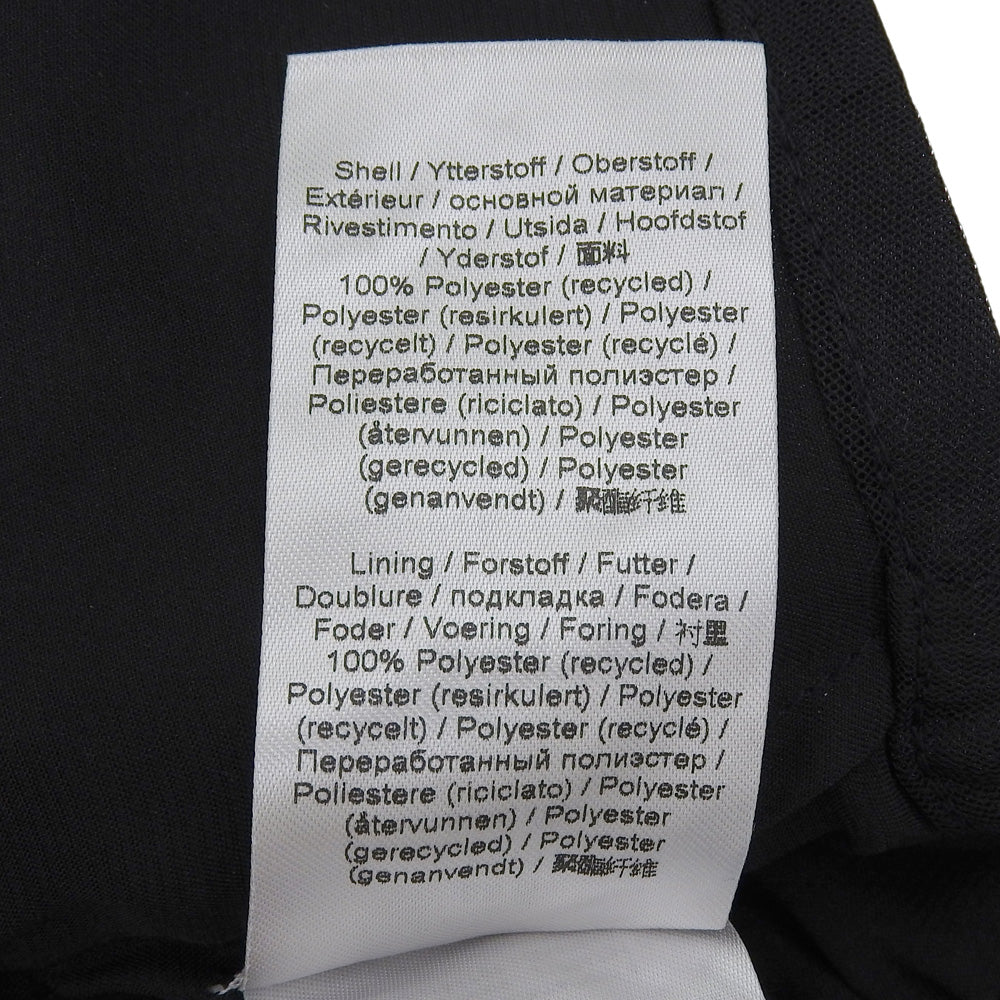 Shell / Ytterstoff / Oberstoff /
Extérieur / основной материал /
Rivestimento / Utsida / Hoofdstof
/ Yderstof / 面料
100% Polyester (recycled) /
Polyester (resirkulert) / Polyester
(recycelt) / Polyester (recyclé) /
Переработанный полиэстер /
Poliestere (riciclato) / Polyester
(återvunnen) / Polyester
(gerecycled) / Polyester
(genanvendt) / 聚酯纤维
Lining / Forstoff / Futter /
Doublure / подкладка / Fodera /
Foder / Voering / Foring / 衬里
100% Polyester (recycled) /
Polyester (resirkulert) / Polyester
(recycelt) / Polyester (recyclé) /
Переработанный полиэстер /
Poliestere (riciclato) / Polyester
(återvunnen) / Polyester
(gerecycled) / Polyester
(genanvendt) / 聚酯纤维